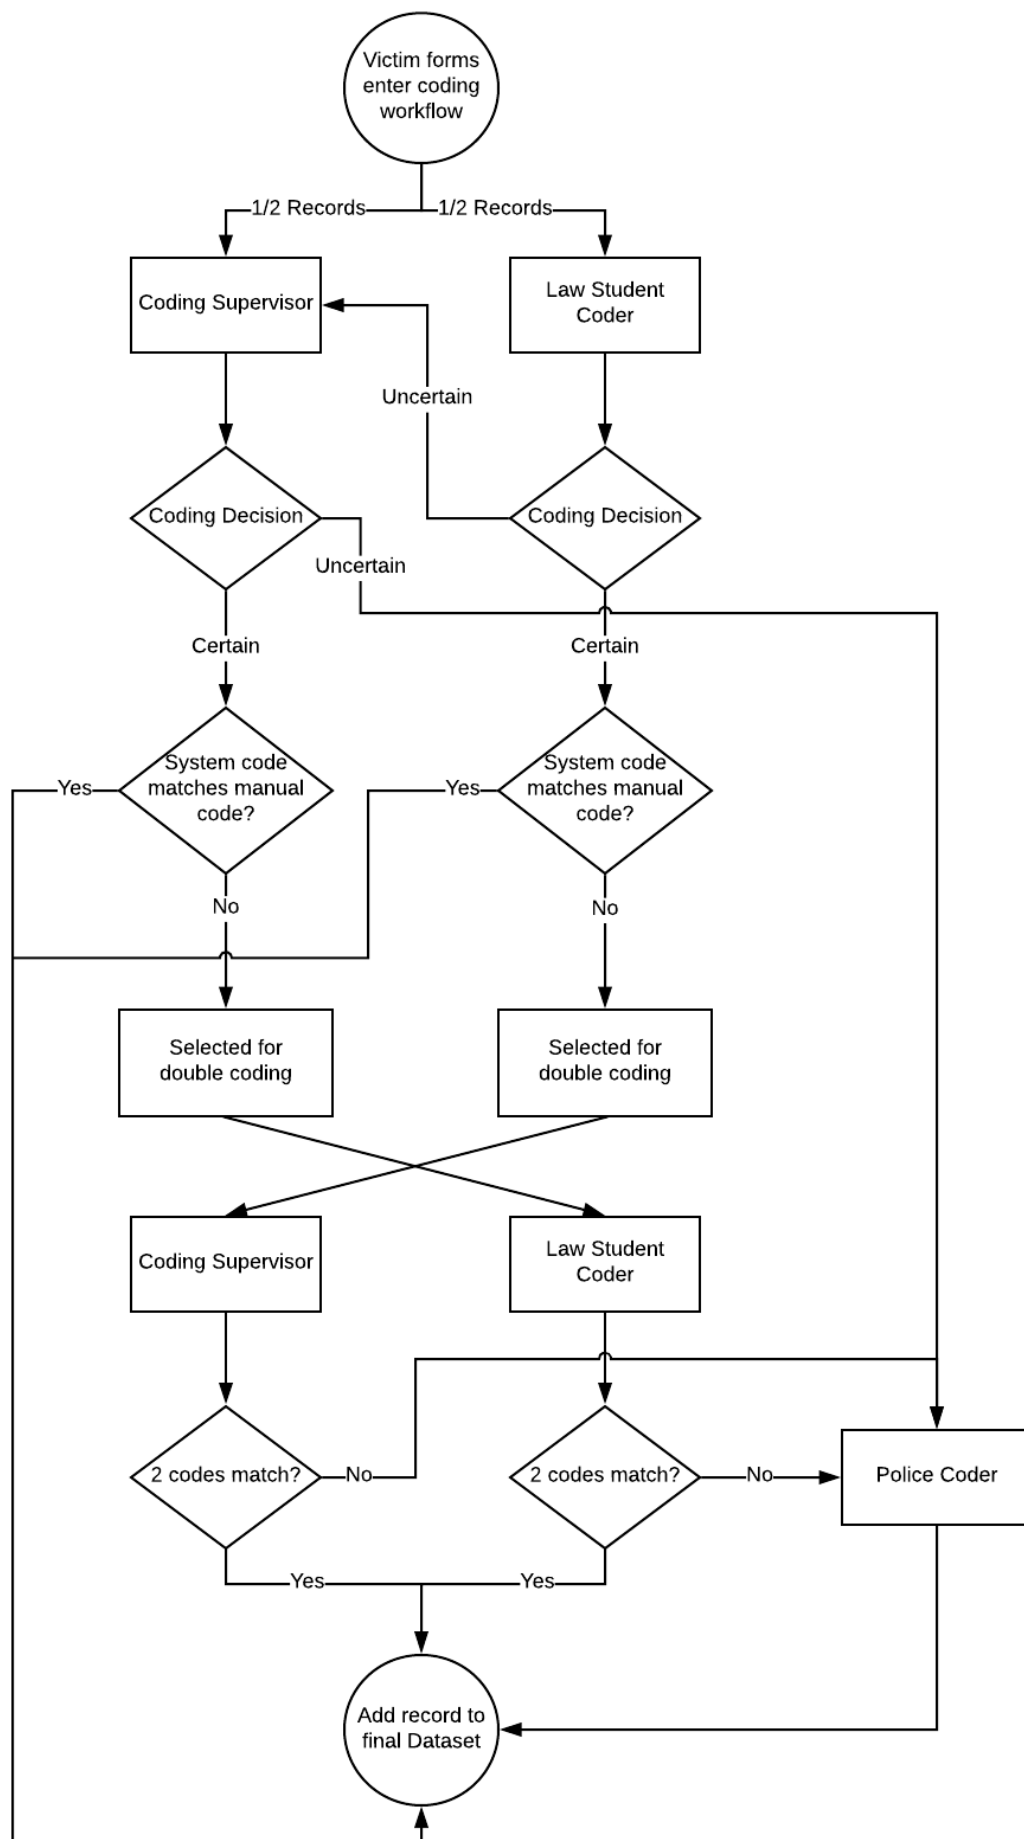 Victim forms
enter coding
workflow
1/2 Records
1/2 Records
Coding Supervisor
Law Student
Coder
Uncertain
Coding Decision
Coding Decision
Uncertain
Certain
Certain
System code
matches manual
code?
System code
matches manual
code?
Yes
Yes
No
No
Selected for
double coding
Selected for
double coding
Coding Supervisor
Law Student
Coder
2 codes match?
No
2 codes match?
No
Police Coder
Yes
Yes
Add record to
final Dataset